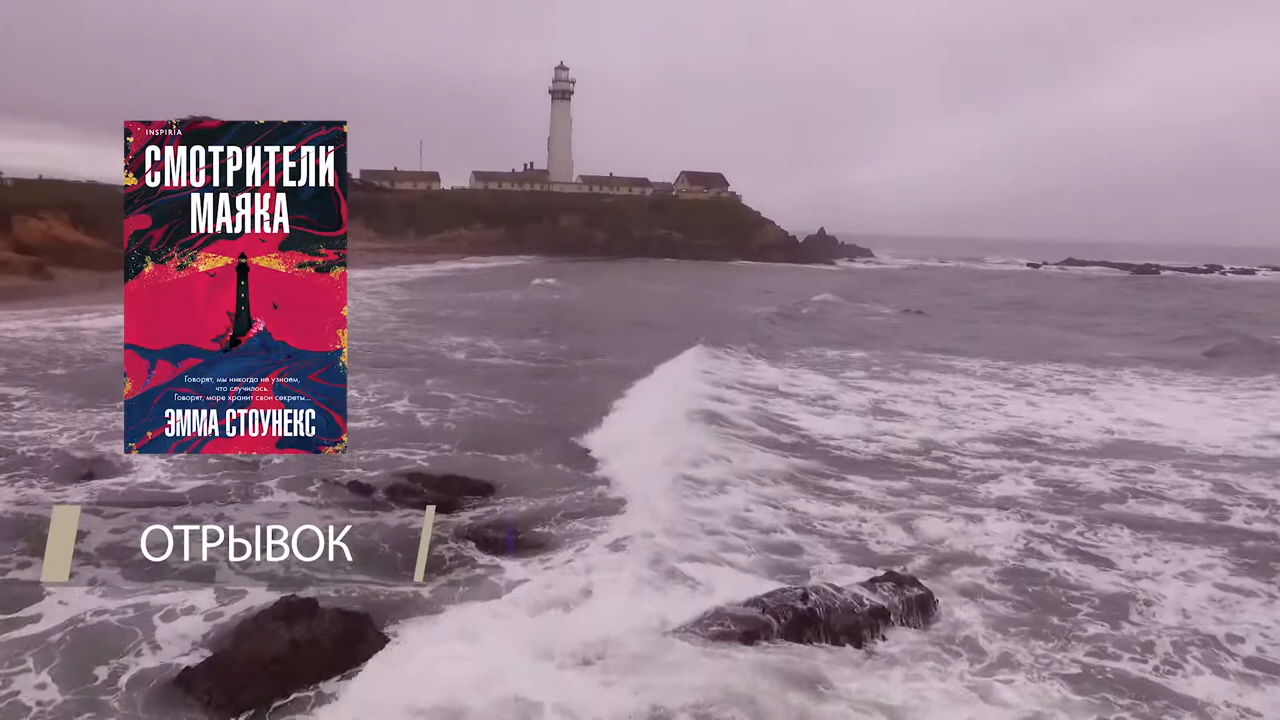 INSPIRIA
СМОТРИТЕЛИ
МАЯКА
Говорят, мы никогда не узнаем,
что случилось.
Говорят, море хранит свои секреты...
ЭММА СТОУНЕКС
ОТРЫВОК